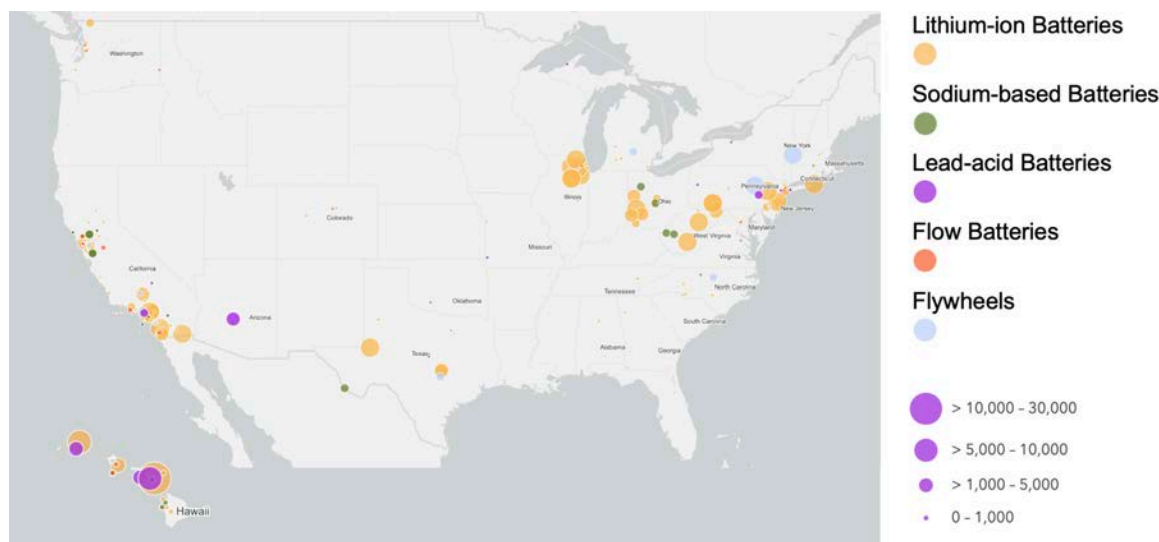 Washington
New York
Massachusetts
Connecticut
Pennsylvania
New Jersey
Ohio
Illinois
Maryland
West Virginia
Virginia
Colorado
Missouri
California
North Carolina
Tennessee
Oklahoma
Arizona
South Carolina
Alabama
Georgia
Texas
Hawaii
Lithium-ion Batteries
Sodium-based Batteries
Lead-acid Batteries
Flow Batteries
Flywheels
> 10,000 - 30,000
> 5,000 - 10,000
> 1,000 - 5,000
0 - 1,000